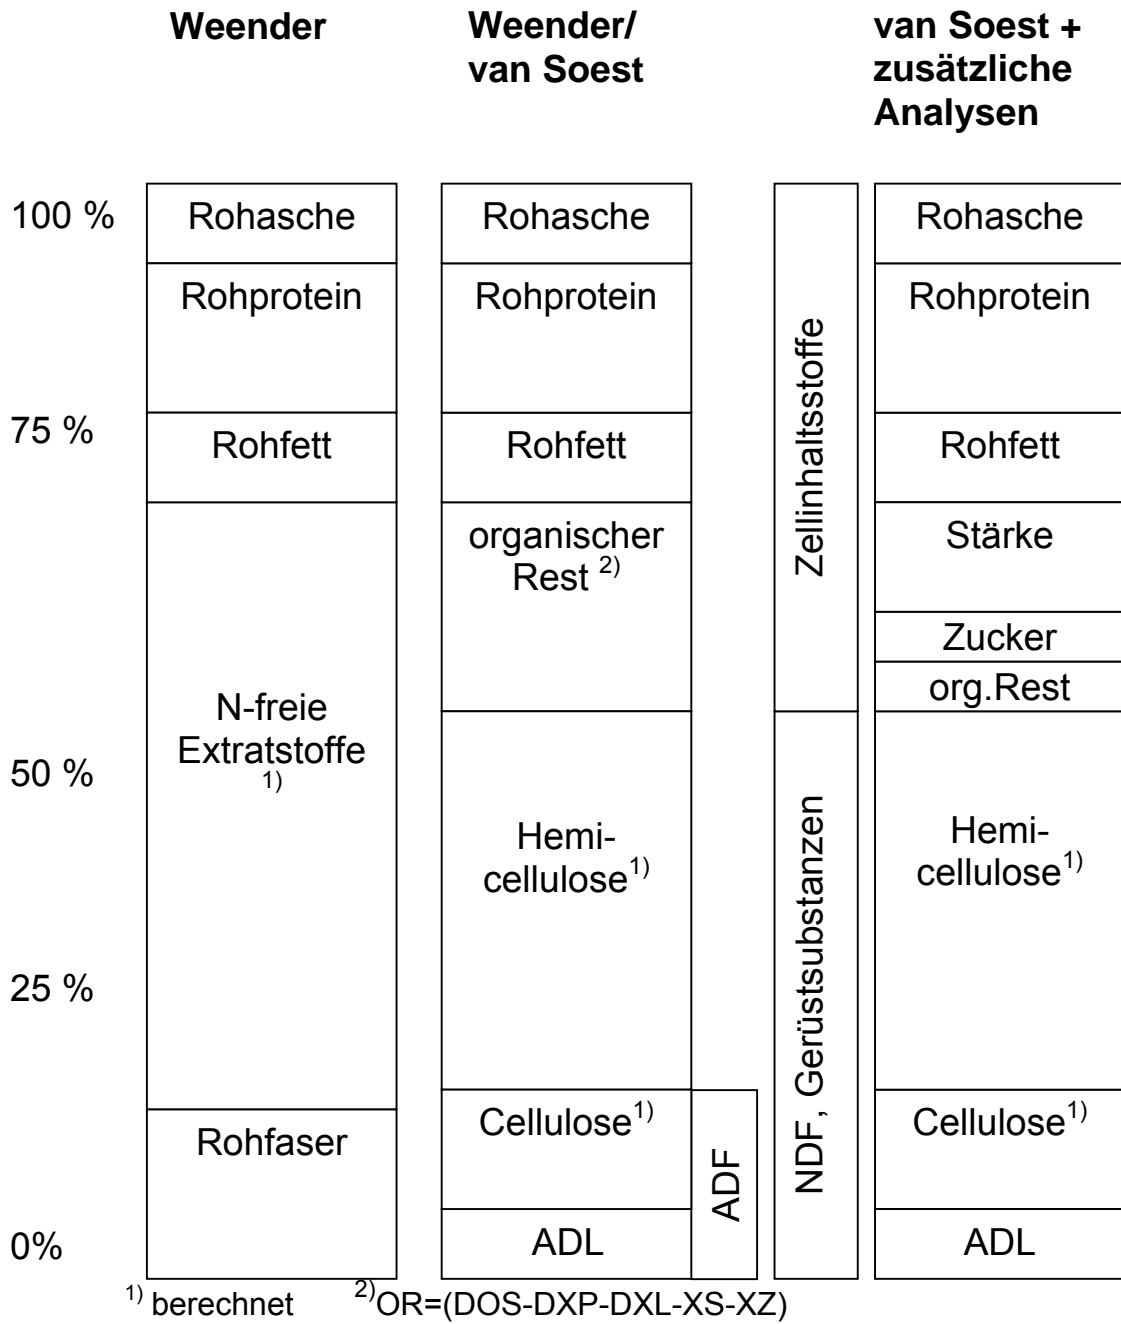 Weender
Weender/
van Soest
van Soest +
zusätzliche
Analysen
100 %
75 %
50 %
25 %
0%
Rohasche
Rohprotein
Rohfett
N-freie
Extratstoffe
1)
Rohfaser
Rohasche
Rohprotein
Rohfett
organischer
Rest 2)
Hemi-
cellulose1)
Cellulose1)
ADL
ADF
Zellinhaltsstoffe
NDF, Gerüstsubstanzen
Rohasche
Rohprotein
Rohfett
Stärke
Zucker
org.Rest
Hemi-
cellulose1)
Cellulose1)
ADL
1) berechnet
2)OR=(DOS-DXP-DXL-XS-XZ)